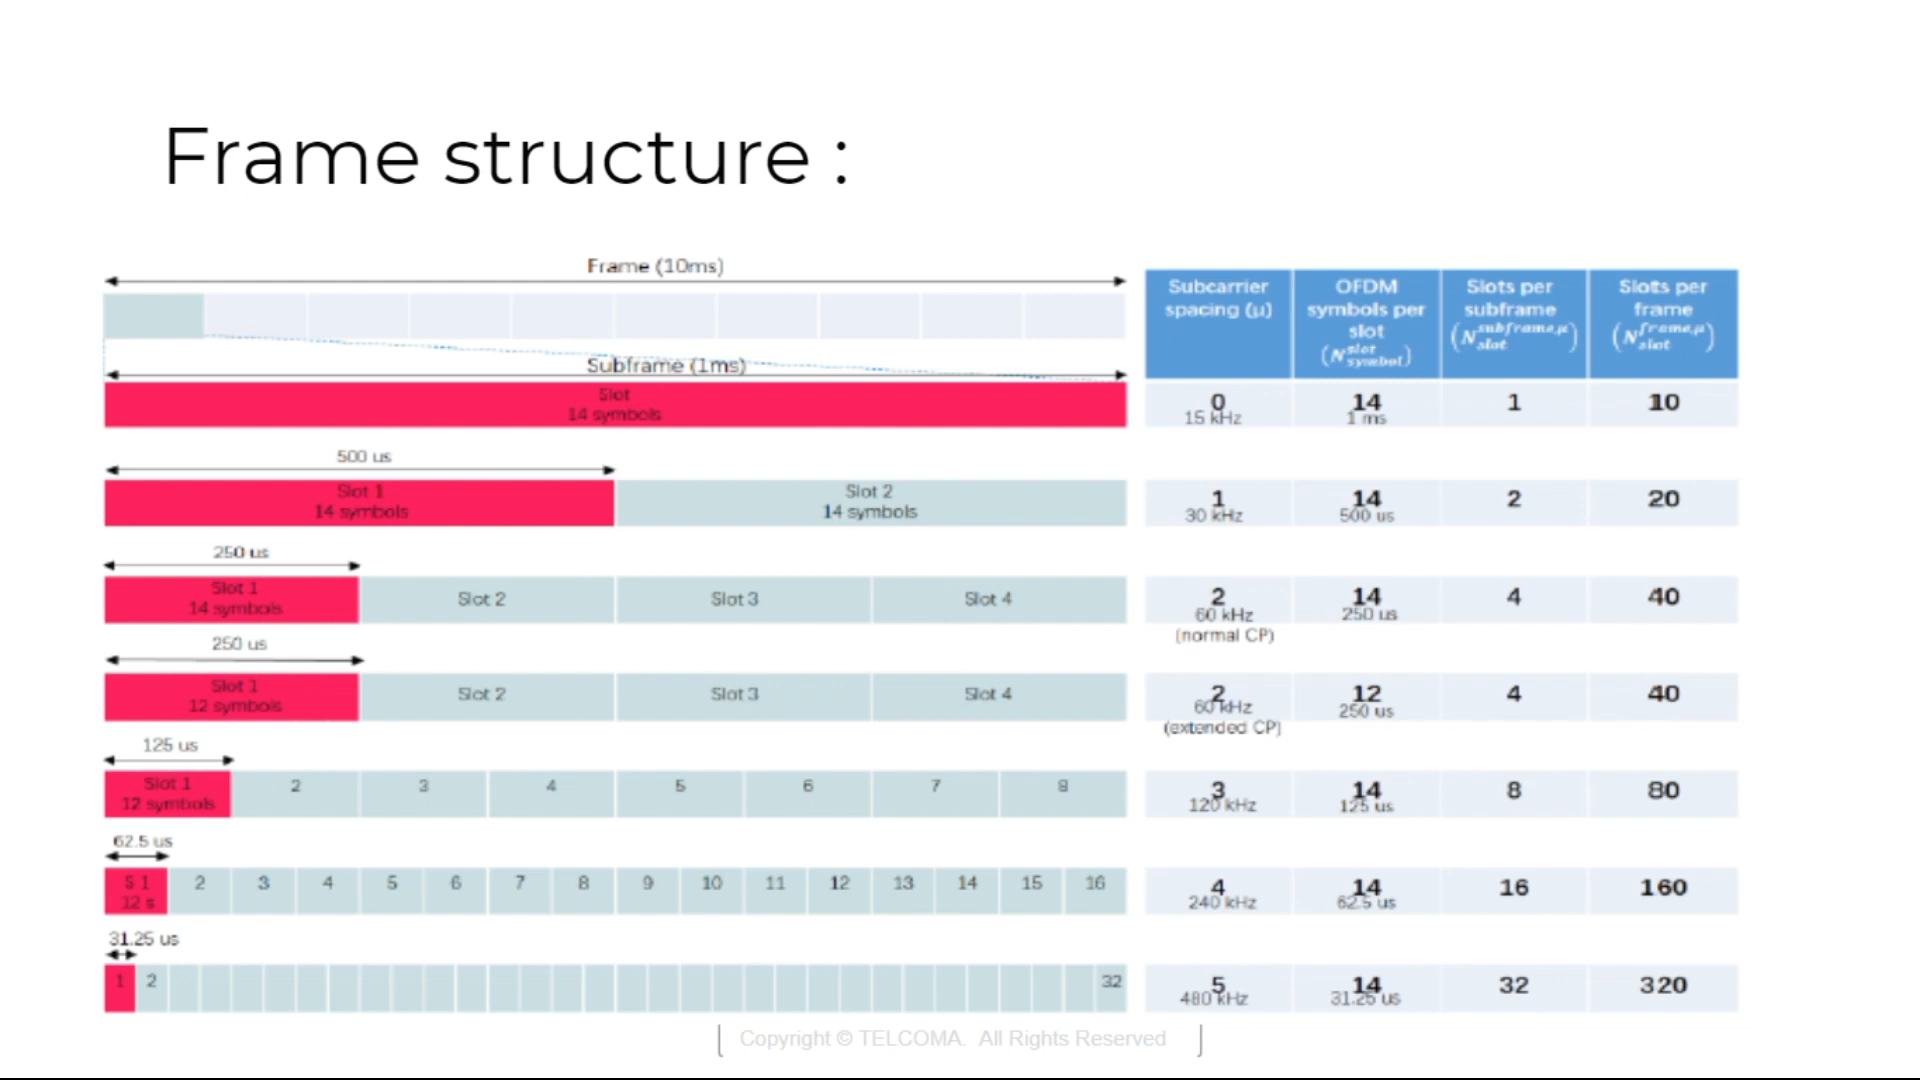 Frame structure :
Frame (10ms)
Subframe (1ms)
Slot
14 symbols
500 us
Slot 1
14 symbols
Slot 2
14 symbols
250 us
Slot 1
14 symbols
Slot 2
Slot 3
Slot 4
250 us
Slot 1
12 symbols
Slot 2
Slot 3
Slot 4
125 us
Slot 1
12 symbols
2 3 4 5 6 7 8
62.5 us
S 1
12 s
2 3 4 5 6 7 8 9 10 11 12 13 14 15 16
31.25 us
1 2 32
Subcarrier
spacing (μ)
OFDM
symbols per
slot
(N slot symbol)
Slots per
subframe
(N subframe,μ slot)
Slots per
frame
(N frame,μ slot)
0 14 1 10
15 kHz 1 ms
1 14 2 20
30 kHz 500 us
2 14 4 40
60 kHz 250 us
(normal CP)
2 12 4 40
60 kHz 250 us
(extended CP)
3 14 8 80
120 kHz 125 us
4 14 16 160
240 kHz 62.5 us
5 14 32 320
480 kHz 31.25 us
Copyright © TELCOMA. All Rights Reserved